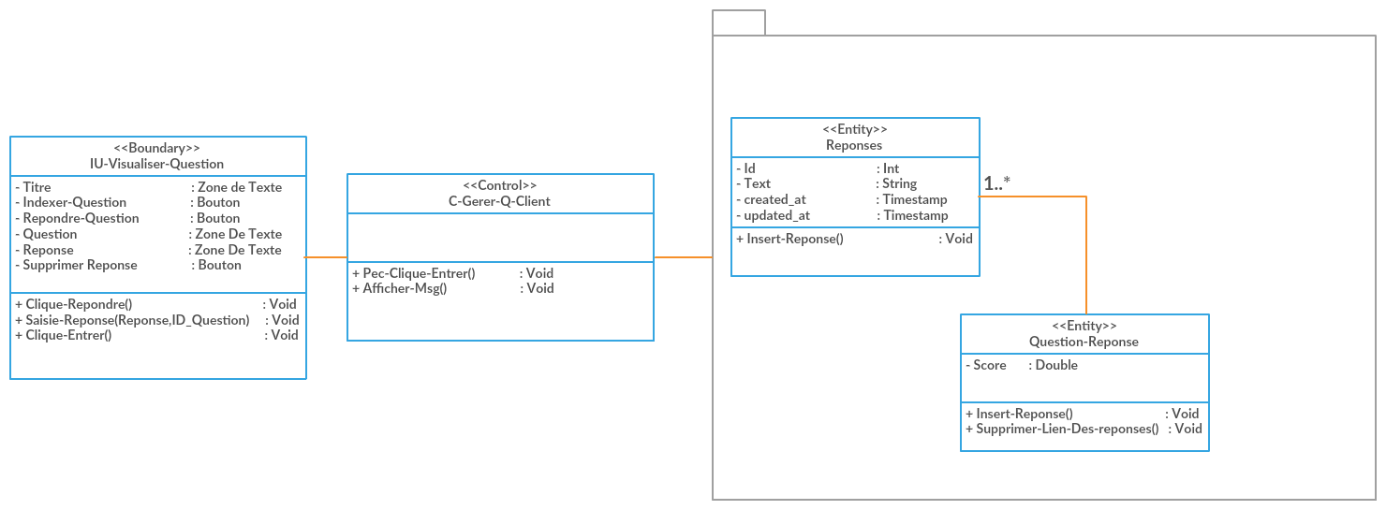 <<Boundary>>
IU-Visualiser-Question
- Titre : Zone de Texte
- Indexer-Question : Bouton
- Repondre-Question : Bouton
- Question : Zone De Texte
- Reponse : Zone De Texte
- Supprimer Reponse : Bouton
+ Clique-Repondre() : Void
+ Saisie-Reponse(Reponse,ID_Question) : Void
+ Clique-Entrer() : Void
<<Control>>
C-Gerer-Q-Client
+ Pec-Clique-Entrer() : Void
+ Afficher-Msg() : Void
<<Entity>>
Reponses
- Id : Int
- Text : String
- created_at : Timestamp
- updated_at : Timestamp
+ Insert-Reponse() : Void
1..*
<<Entity>>
Question-Reponse
- Score : Double
+ Insert-Reponse() : Void
+ Supprimer-Lien-Des-reponses() : Void